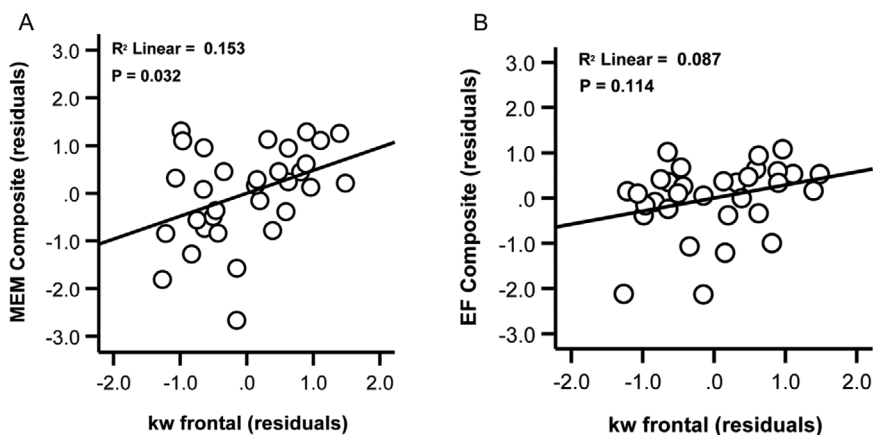 A
R² Linear = 0.153
P = 0.032
MEM Composite (residuals)
3.0
2.0
1.0
.0
-1.0
-2.0
-3.0
-2.0 -1.0 .0 1.0 2.0
kw frontal (residuals)
B
R² Linear = 0.087
P = 0.114
EF Composite (residuals)
3.0
2.0
1.0
.0
-1.0
-2.0
-3.0
-2.0 -1.0 .0 1.0 2.0
kw frontal (residuals)